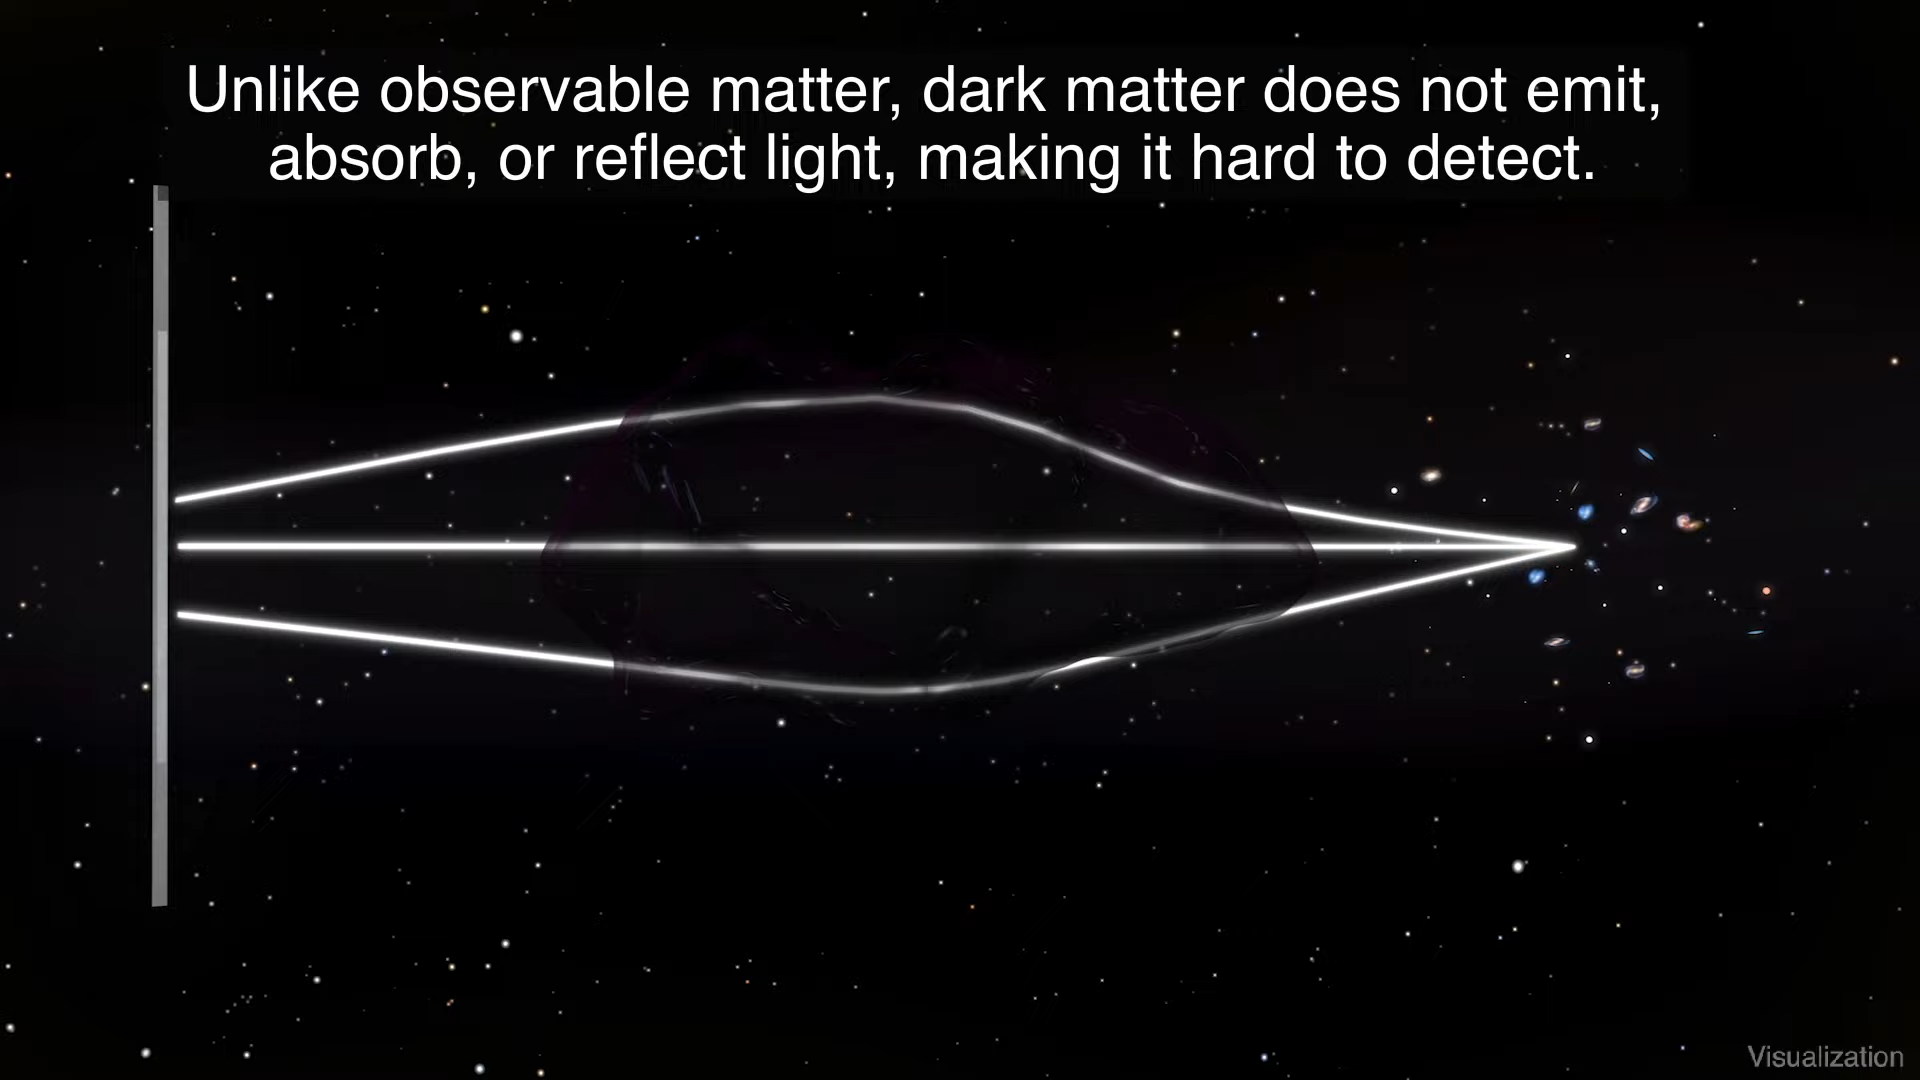 Unlike observable matter, dark matter does not emit,
absorb, or reflect light, making it hard to detect.
Visualization